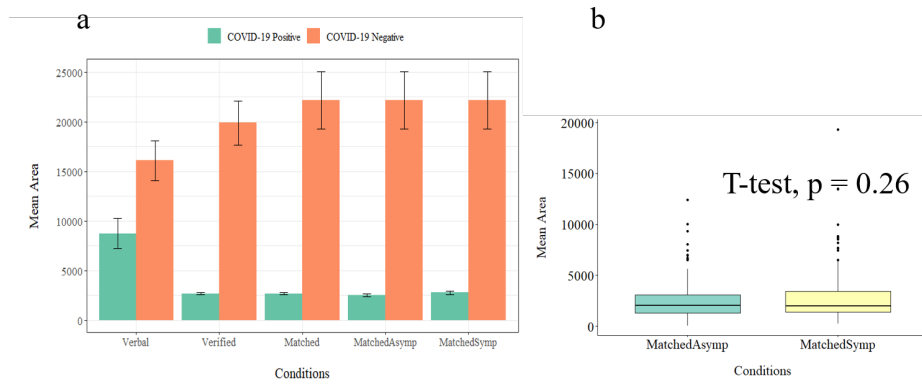 a
COVID-19 Positive COVID-19 Negative
25000
20000
15000
10000
5000
0
Mean Area
Verbal Verified Matched MatchedAsymp MatchedSymp
Conditions
b
20000
15000
10000
5000
0
Mean Area
T-test, p = 0.26
MatchedAsymp MatchedSymp
Conditions